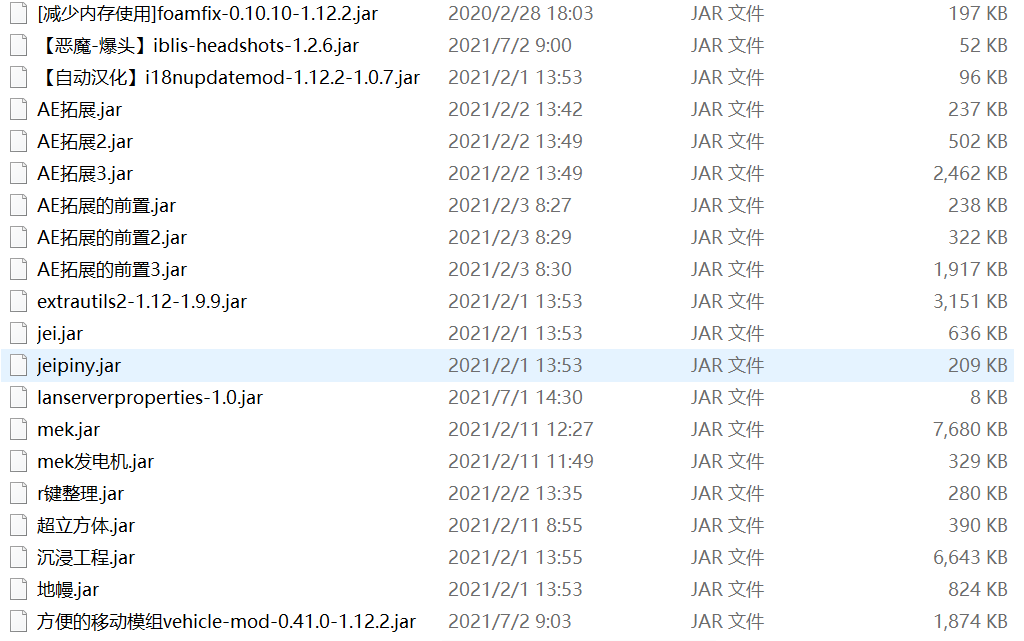 [减少内存使用]foamfix-0.10.10-1.12.2.jar 2020/2/28 18:03 JAR 文件 197 KB
【恶魔-爆头】iblis-headshots-1.2.6.jar 2021/7/2 9:00 JAR 文件 52 KB
【自动汉化】i18nupdatemod-1.12.2-1.0.7.jar 2021/2/1 13:53 JAR 文件 96 KB
AE拓展.jar 2021/2/2 13:42 JAR 文件 237 KB
AE拓展2.jar 2021/2/2 13:49 JAR 文件 502 KB
AE拓展3.jar 2021/2/2 13:49 JAR 文件 2,462 KB
AE拓展的前置.jar 2021/2/3 8:27 JAR 文件 238 KB
AE拓展的前置2.jar 2021/2/3 8:29 JAR 文件 322 KB
AE拓展的前置3.jar 2021/2/3 8:30 JAR 文件 1,917 KB
extrautils2-1.12-1.9.9.jar 2021/2/1 13:53 JAR 文件 3,151 KB
jei.jar 2021/2/1 13:53 JAR 文件 636 KB
jeipiny.jar 2021/2/1 13:53 JAR 文件 209 KB
lanserverproperties-1.0.jar 2021/7/1 14:30 JAR 文件 8 KB
mek.jar 2021/2/11 12:27 JAR 文件 7,680 KB
mek发电机.jar 2021/2/11 11:49 JAR 文件 329 KB
r键整理.jar 2021/2/2 13:35 JAR 文件 280 KB
超立方体.jar 2021/2/11 8:55 JAR 文件 390 KB
沉浸工程.jar 2021/2/1 13:55 JAR 文件 6,643 KB
地幔.jar 2021/2/1 13:53 JAR 文件 824 KB
方便的移动模组vehicle-mod-0.41.0-1.12.2.jar 2021/7/2 9:03 JAR 文件 1,874 KB